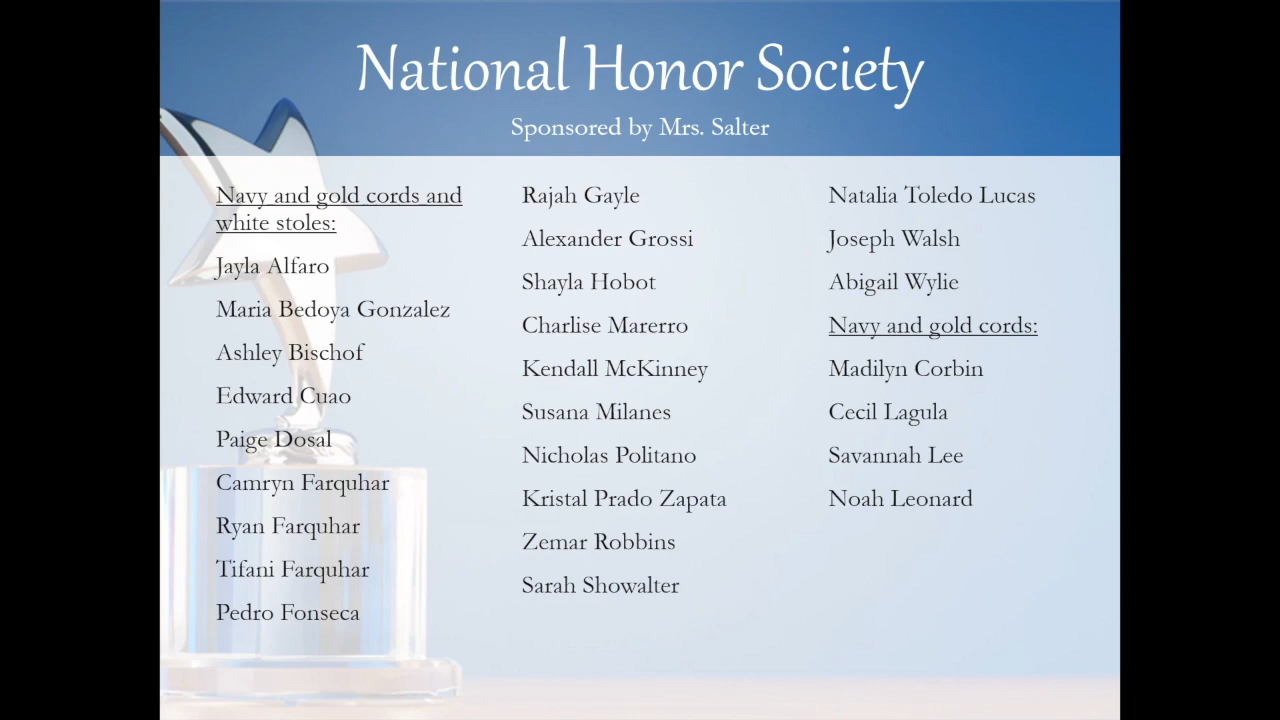 National Honor Society
Sponsored by Mrs. Salter
Navy and gold cords and
white stoles:
Jayla Alfaro
Maria Bedoya Gonzalez
Ashley Bischof
Edward Cuao
Paige Dosal
Camryn Farquhar
Ryan Farquhar
Tifani Farquhar
Pedro Fonseca
Rajah Gayle
Alexander Grossi
Shayla Hobot
Charlise Marerro
Kendall McKinney
Susana Milanes
Nicholas Politano
Kristal Prado Zapata
Zemar Robbins
Sarah Showalter
Natalia Toledo Lucas
Joseph Walsh
Abigail Wylie
Navy and gold cords:
Madilyn Corbin
Cecil Lagula
Savannah Lee
Noah Leonard